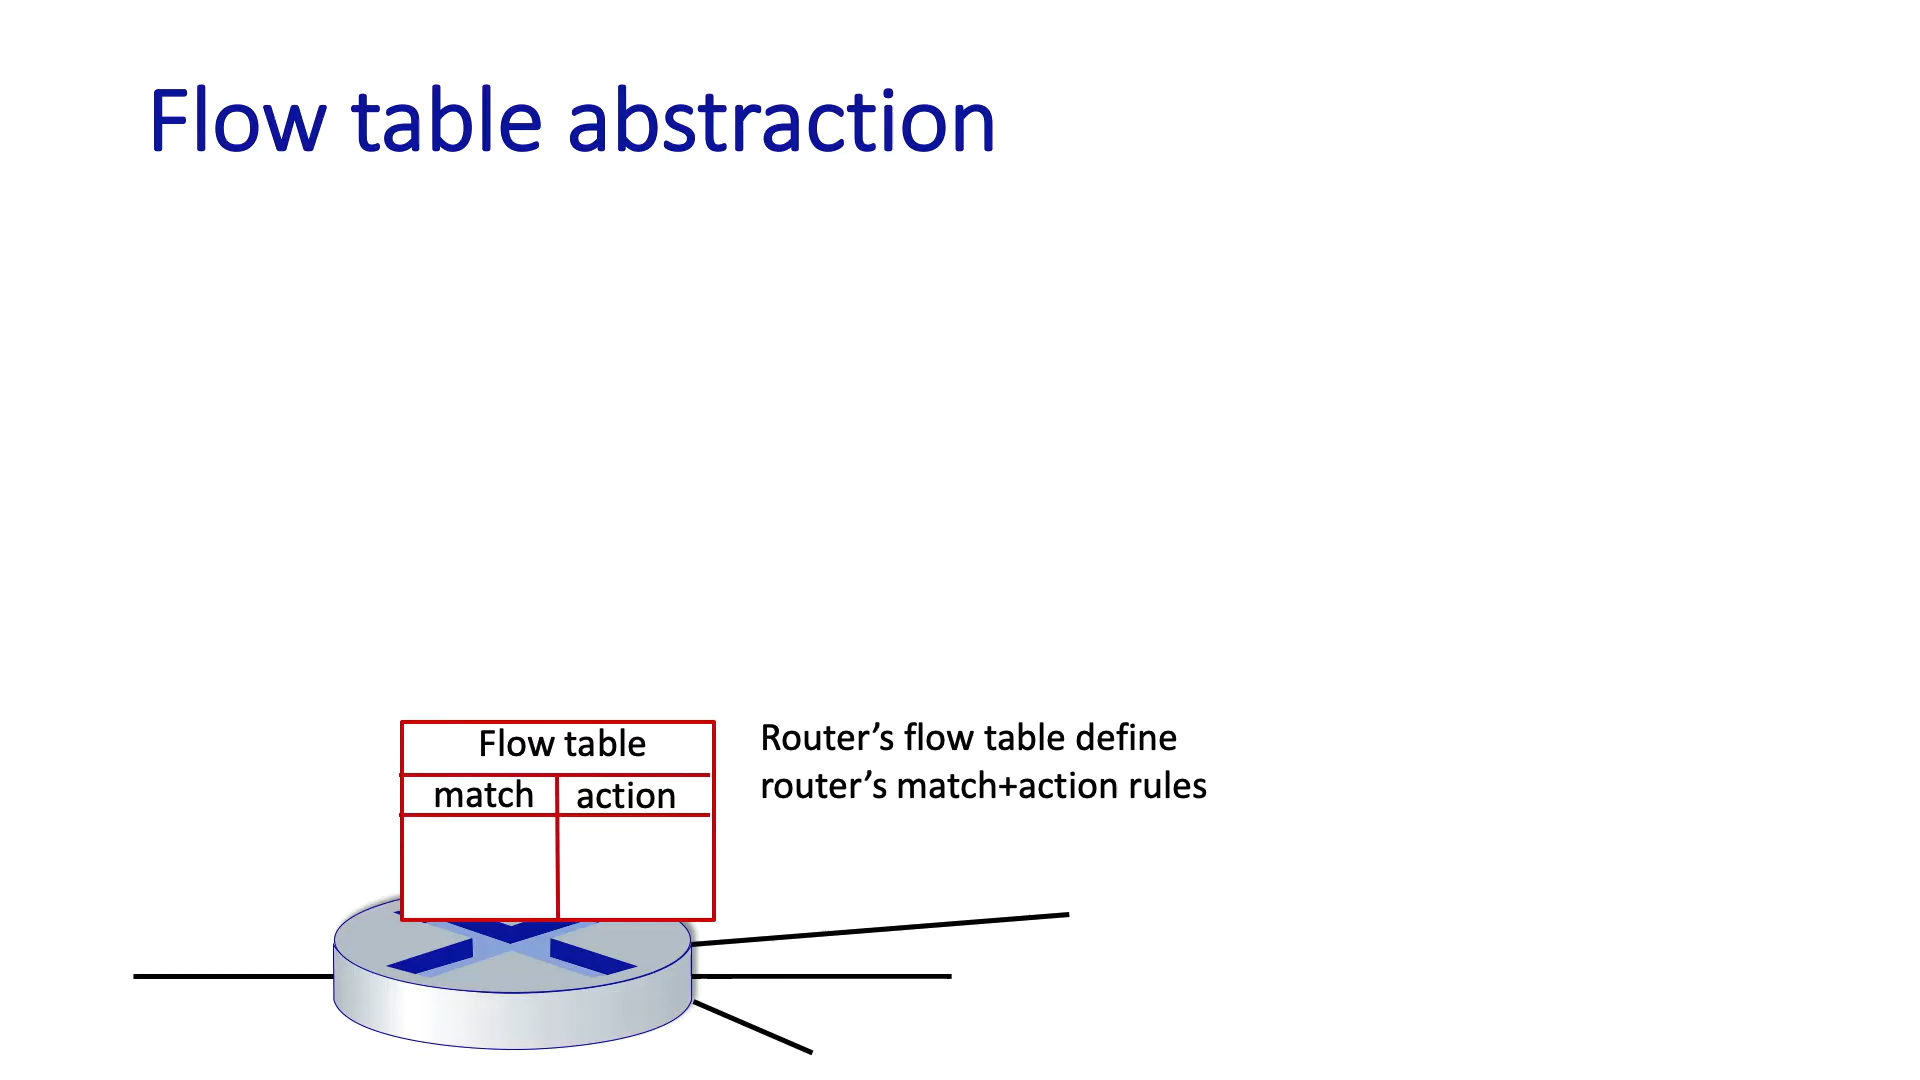 Flow table abstraction
Flow table
match action
Router’s flow table define
router’s match+action rules